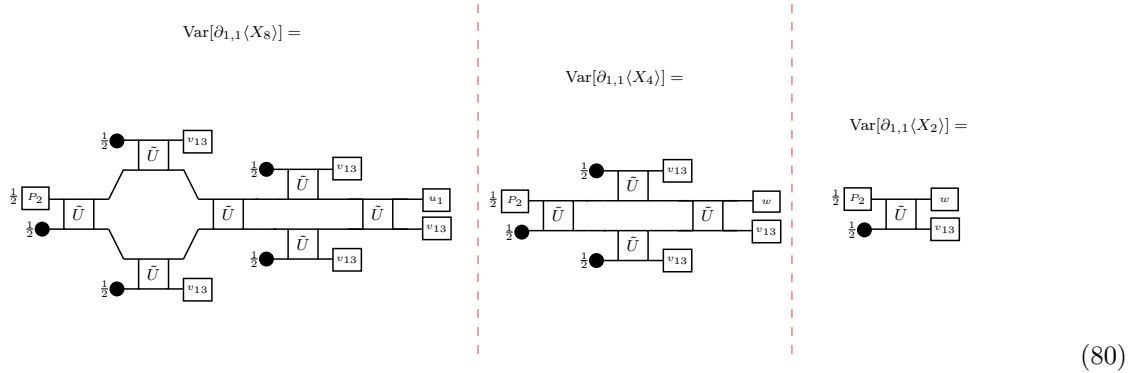 Var[∂₁,₁⟨X₈⟩] =
½ v₁₃
Ũ
½ v₁₃
Ũ
½ P₂ u₁
Ũ Ũ Ũ
½ v₁₃
Ũ
½ v₁₃
Ũ
½ v₁₃
Var[∂₁,₁⟨X₄⟩] =
½ v₁₃
Ũ
½ P₂ w
Ũ Ũ
½ v₁₃
Ũ
½ v₁₃
Var[∂₁,₁⟨X₂⟩] =
½ P₂ w
Ũ
½ v₁₃
(80)